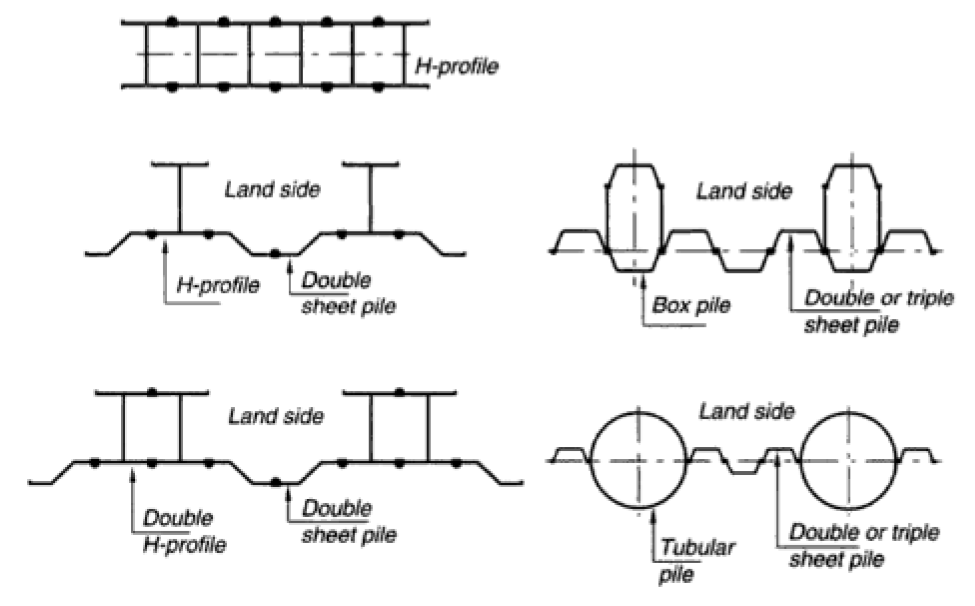 H-profile
Land side
H-profile
Double
sheet pile
Land side
Box pile
Double or triple
sheet pile
Land side
Double
H-profile
Double
sheet pile
Land side
Tubular
pile
Double or triple
sheet pile